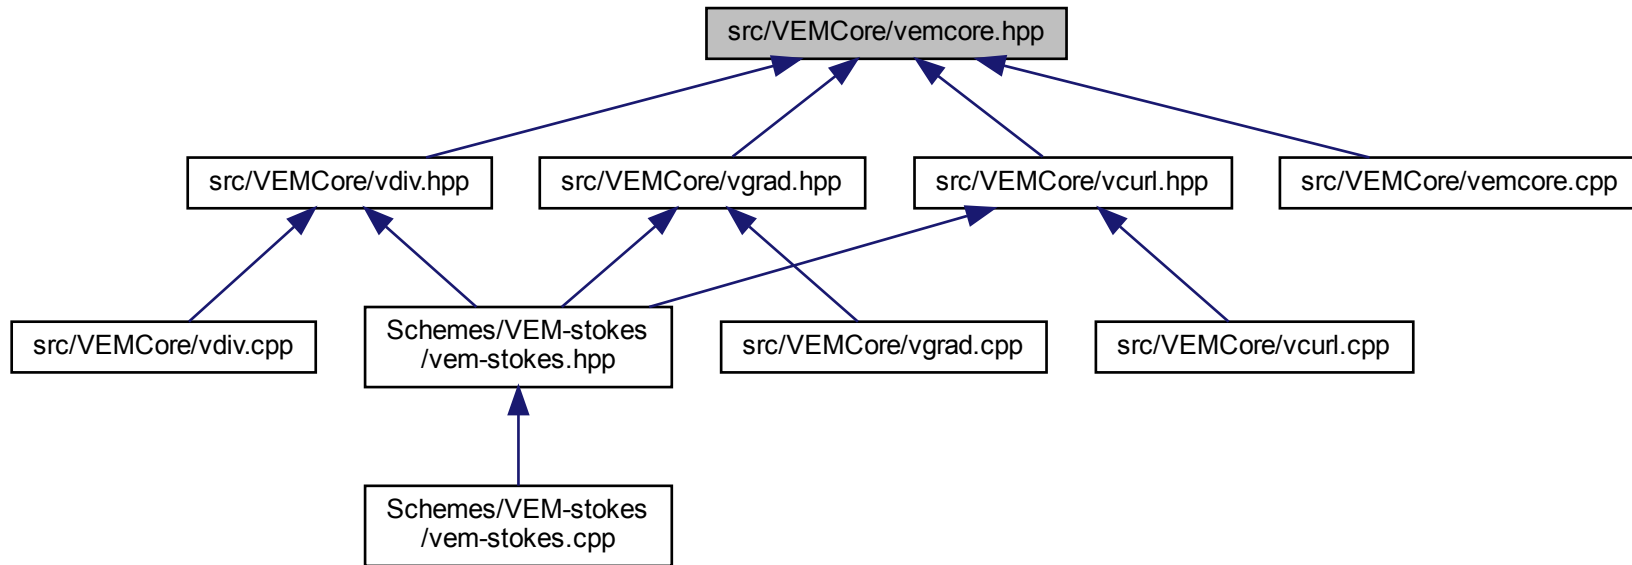 src/VEMCore/vemcore.hpp
src/VEMCore/vdiv.hpp
src/VEMCore/vgrad.hpp
src/VEMCore/vcurl.hpp
src/VEMCore/vemcore.cpp
src/VEMCore/vdiv.cpp
Schemes/VEM-stokes
/vem-stokes.hpp
src/VEMCore/vgrad.cpp
src/VEMCore/vcurl.cpp
Schemes/VEM-stokes
/vem-stokes.cpp